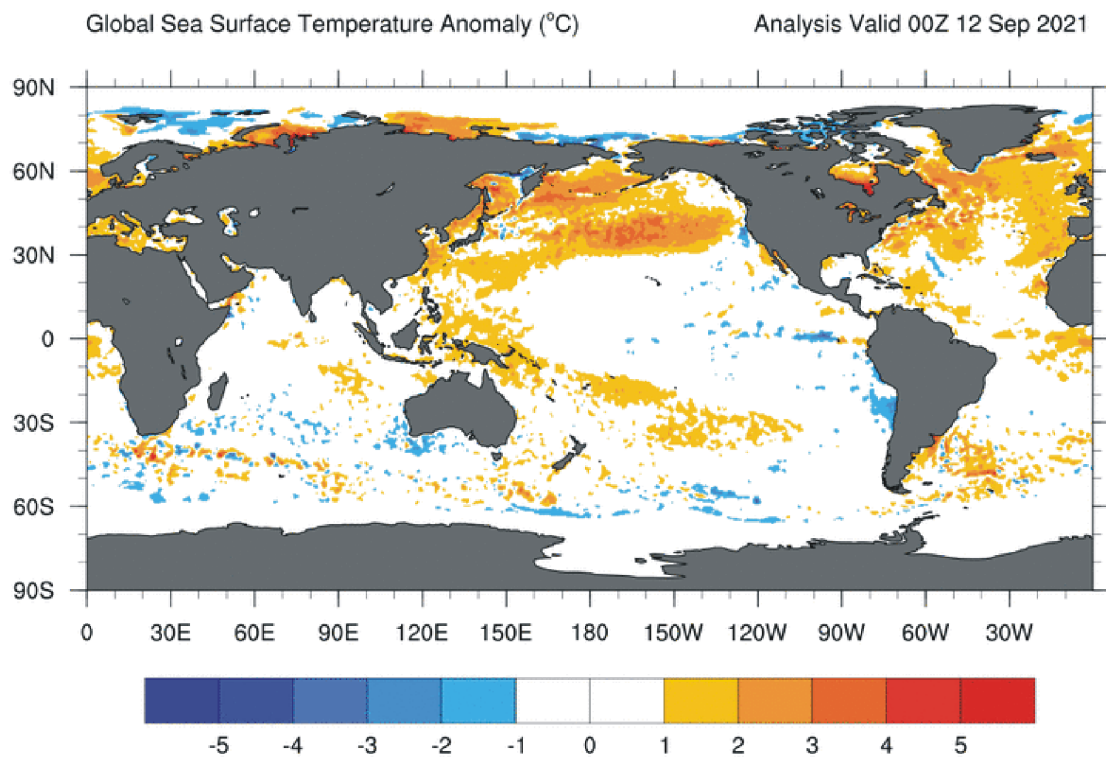 Global Sea Surface Temperature Anomaly (°C) Analysis Valid 00Z 12 Sep 2021
90N
60N
30N
0
30S
60S
90S
0 30E 60E 90E 120E 150E 180 150W 120W 90W 60W 30W
-5 -4 -3 -2 -1 0 1 2 3 4 5